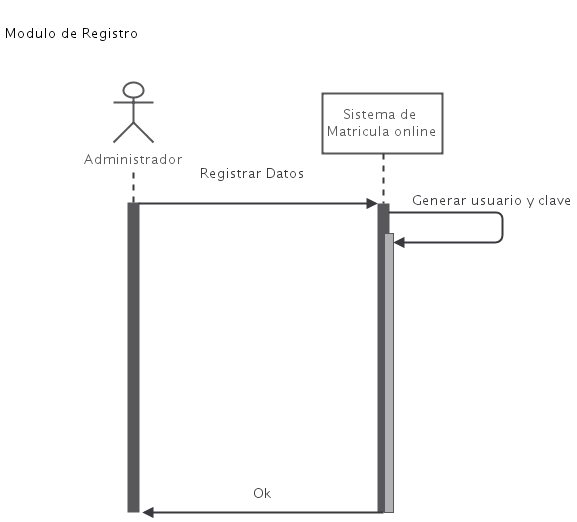 Modulo de Registro
Sistema de
Matricula online
Administrador
Registrar Datos
Generar usuario y clave
Ok